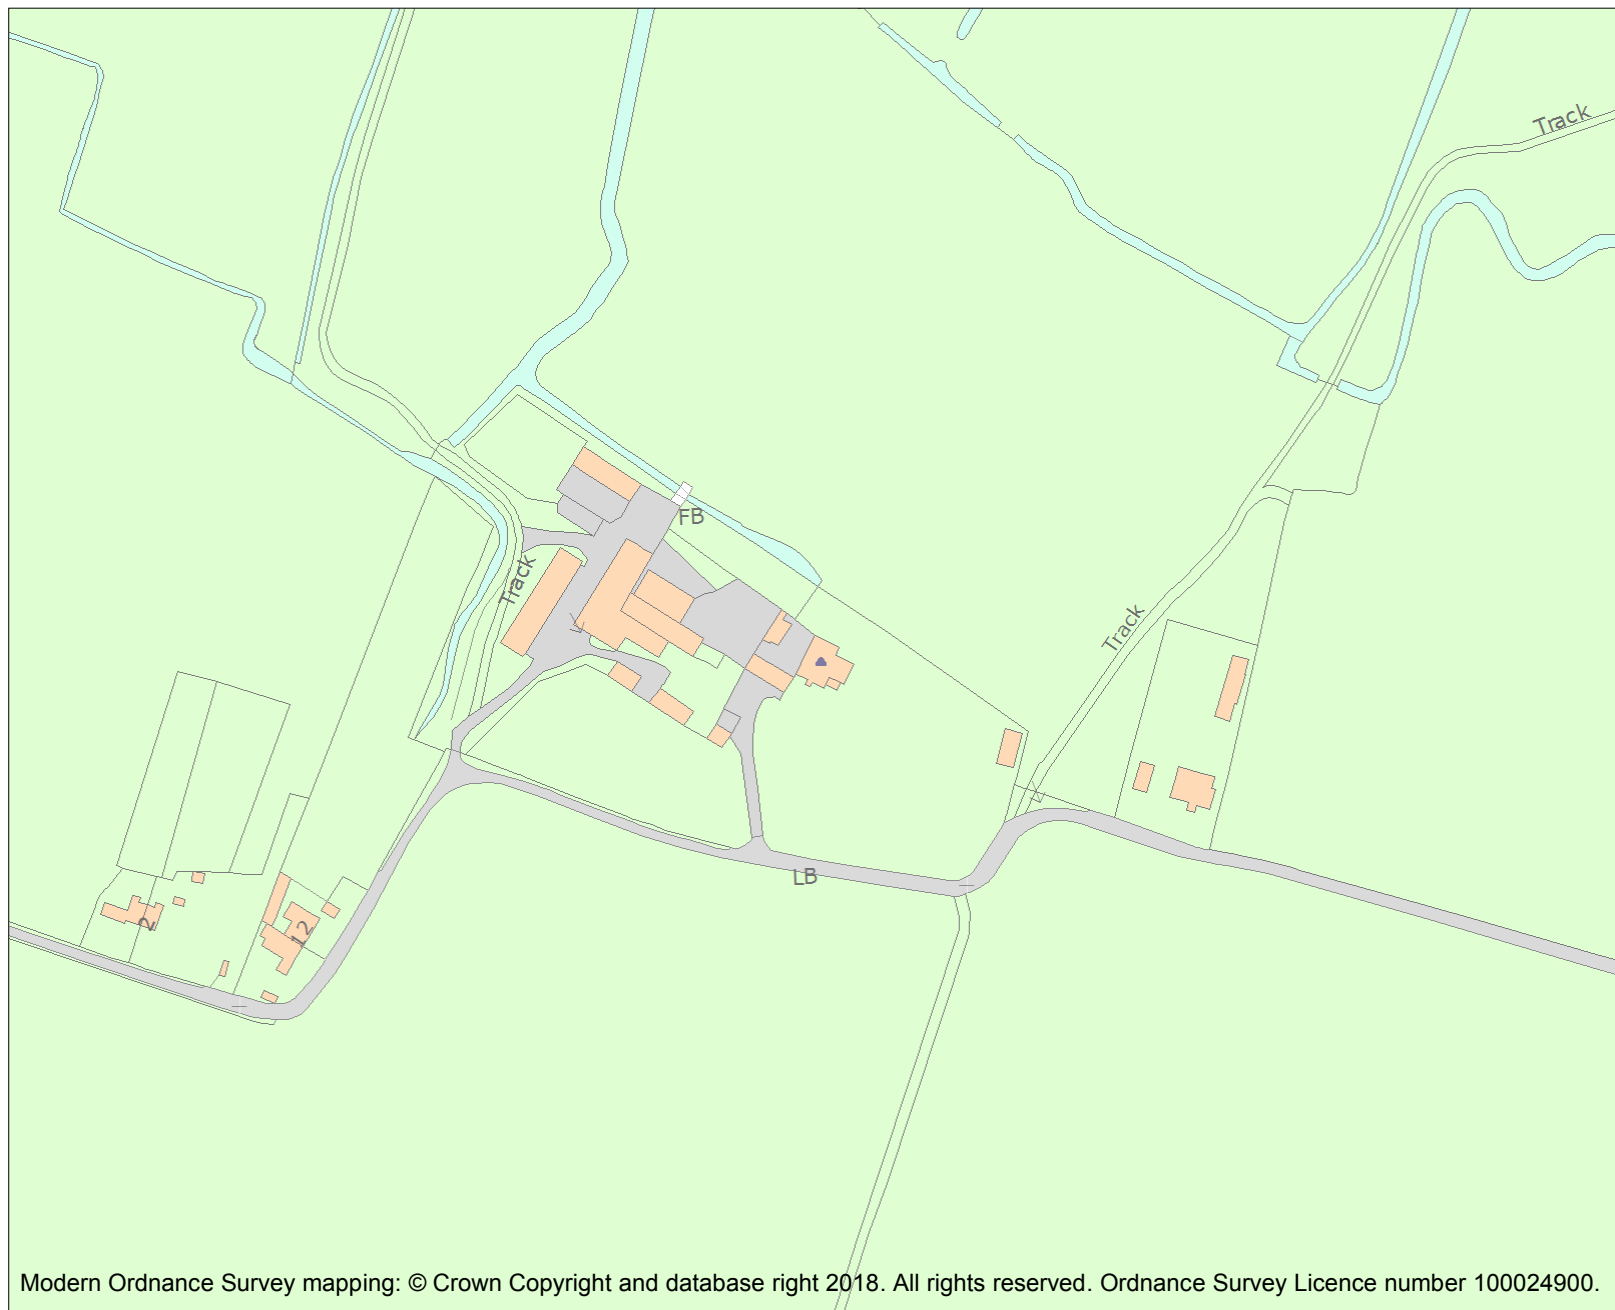 Track
FB
Track
Track
LB
2
12
Modern Ordnance Survey mapping: © Crown Copyright and database right 2018. All rights reserved. Ordnance Survey Licence number 100024900.